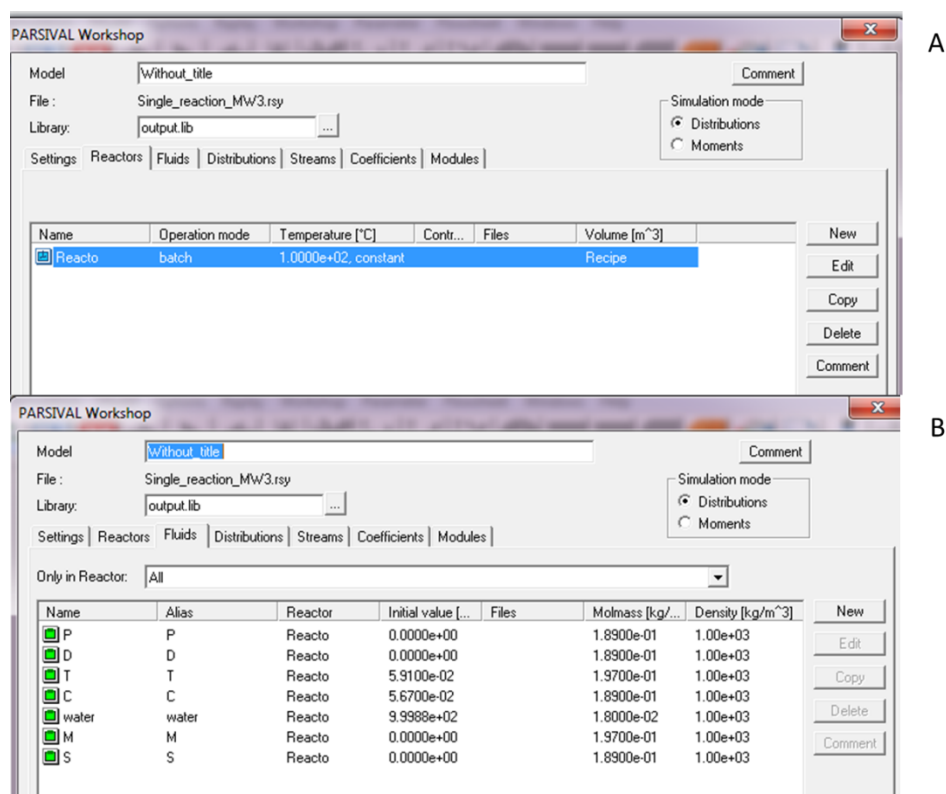 PARSIVAL Workshop
A
Model Without_title Comment
File : Single_reaction_MW3.rsy Simulation mode
Library: output.lib ... Distributions
Moments
Settings Reactors Fluids Distributions Streams Coefficients Modules
Name Operation mode Temperature [°C] Contr... Files Volume [m^3] New
Reacto batch 1.0000e+02, constant Recipe
Edit
Copy
Delete
Comment
PARSIVAL Workshop
B
Model Without_title Comment
File : Single_reaction_MW3.rsy Simulation mode
Library: output.lib ... Distributions
Moments
Settings Reactors Fluids Distributions Streams Coefficients Modules
Only in Reactor: All
Name Alias Reactor Initial value [... Files Molmass [kg/... Density [kg/m^3] New
P P Reacto 0.0000e+00 1.8900e-01 1.00e+03
D D Reacto 0.0000e+00 1.8900e-01 1.00e+03 Edit
T T Reacto 5.9100e-02 1.9700e-01 1.00e+03 Copy
C C Reacto 5.6700e-02 1.8900e-01 1.00e+03
water water Reacto 9.9988e+02 1.8000e-02 1.00e+03 Delete
M M Reacto 0.0000e+00 1.9700e-01 1.00e+03 Comment
S S Reacto 0.0000e+00 1.8900e-01 1.00e+03